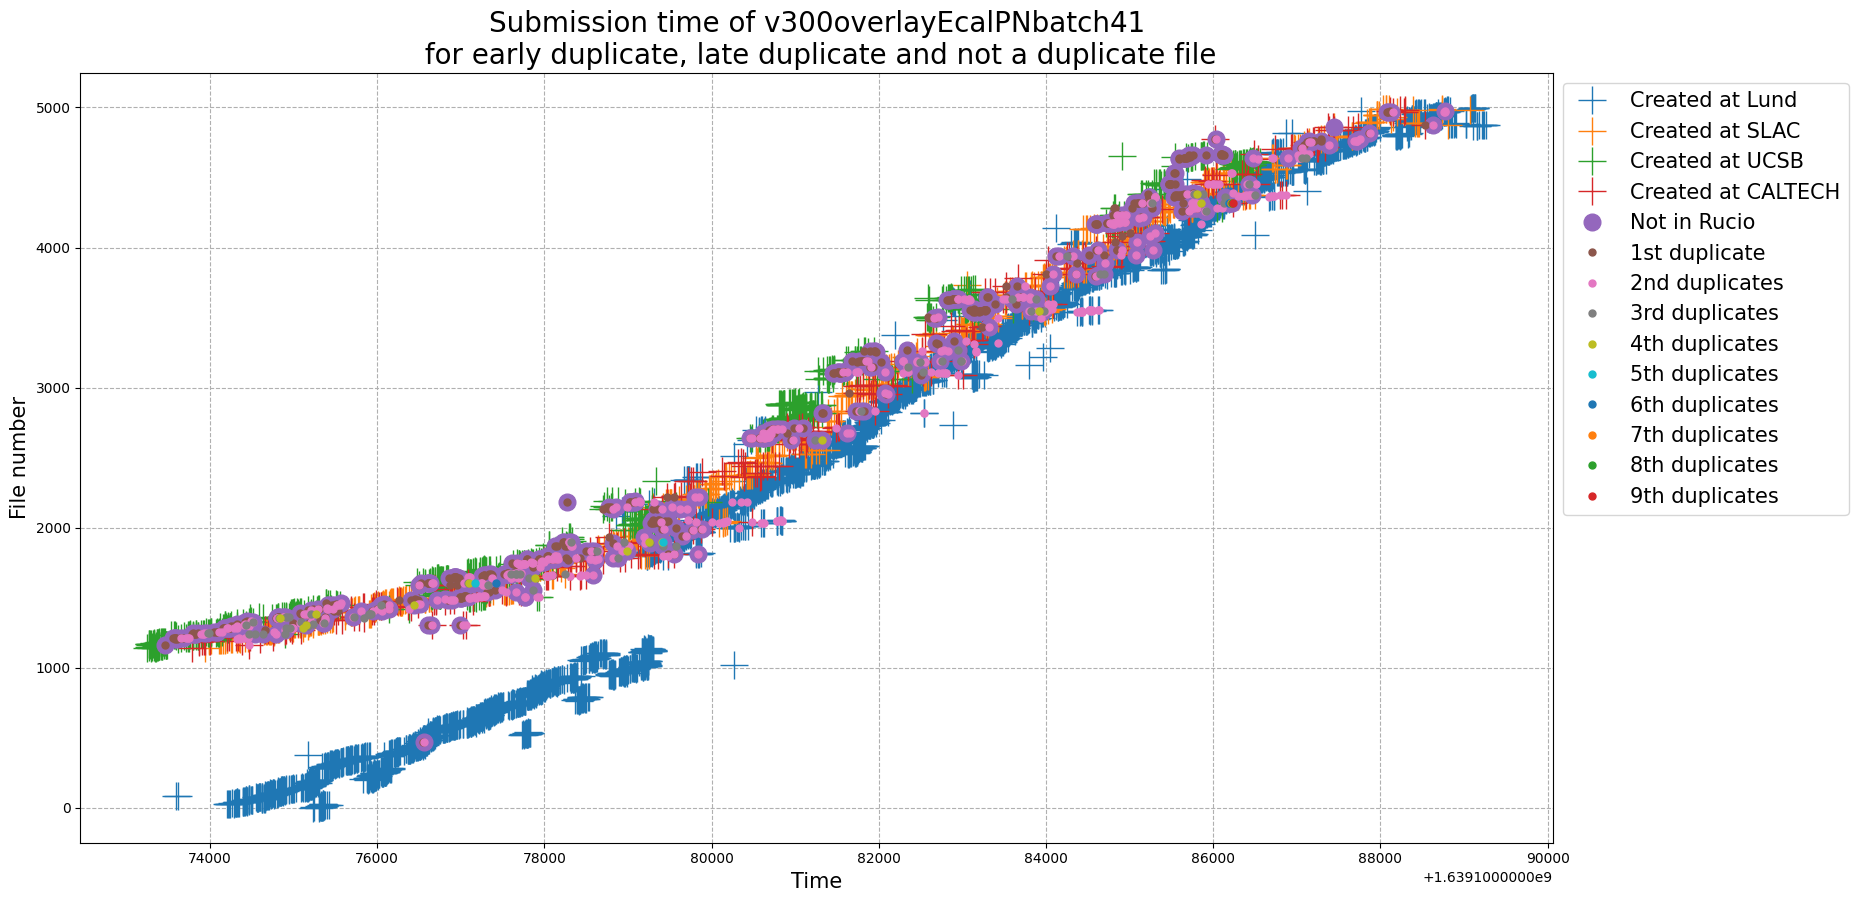 Submission time of v300overlayEcalPNbatch41
for early duplicate, late duplicate and not a duplicate file
File number
5000
4000
3000
2000
1000
0
74000
76000
78000
80000
82000
84000
86000
88000
90000
+1.6391000000e9
Time
Created at Lund
Created at SLAC
Created at UCSB
Created at CALTECH
Not in Rucio
1st duplicate
2nd duplicates
3rd duplicates
4th duplicates
5th duplicates
6th duplicates
7th duplicates
8th duplicates
9th duplicates